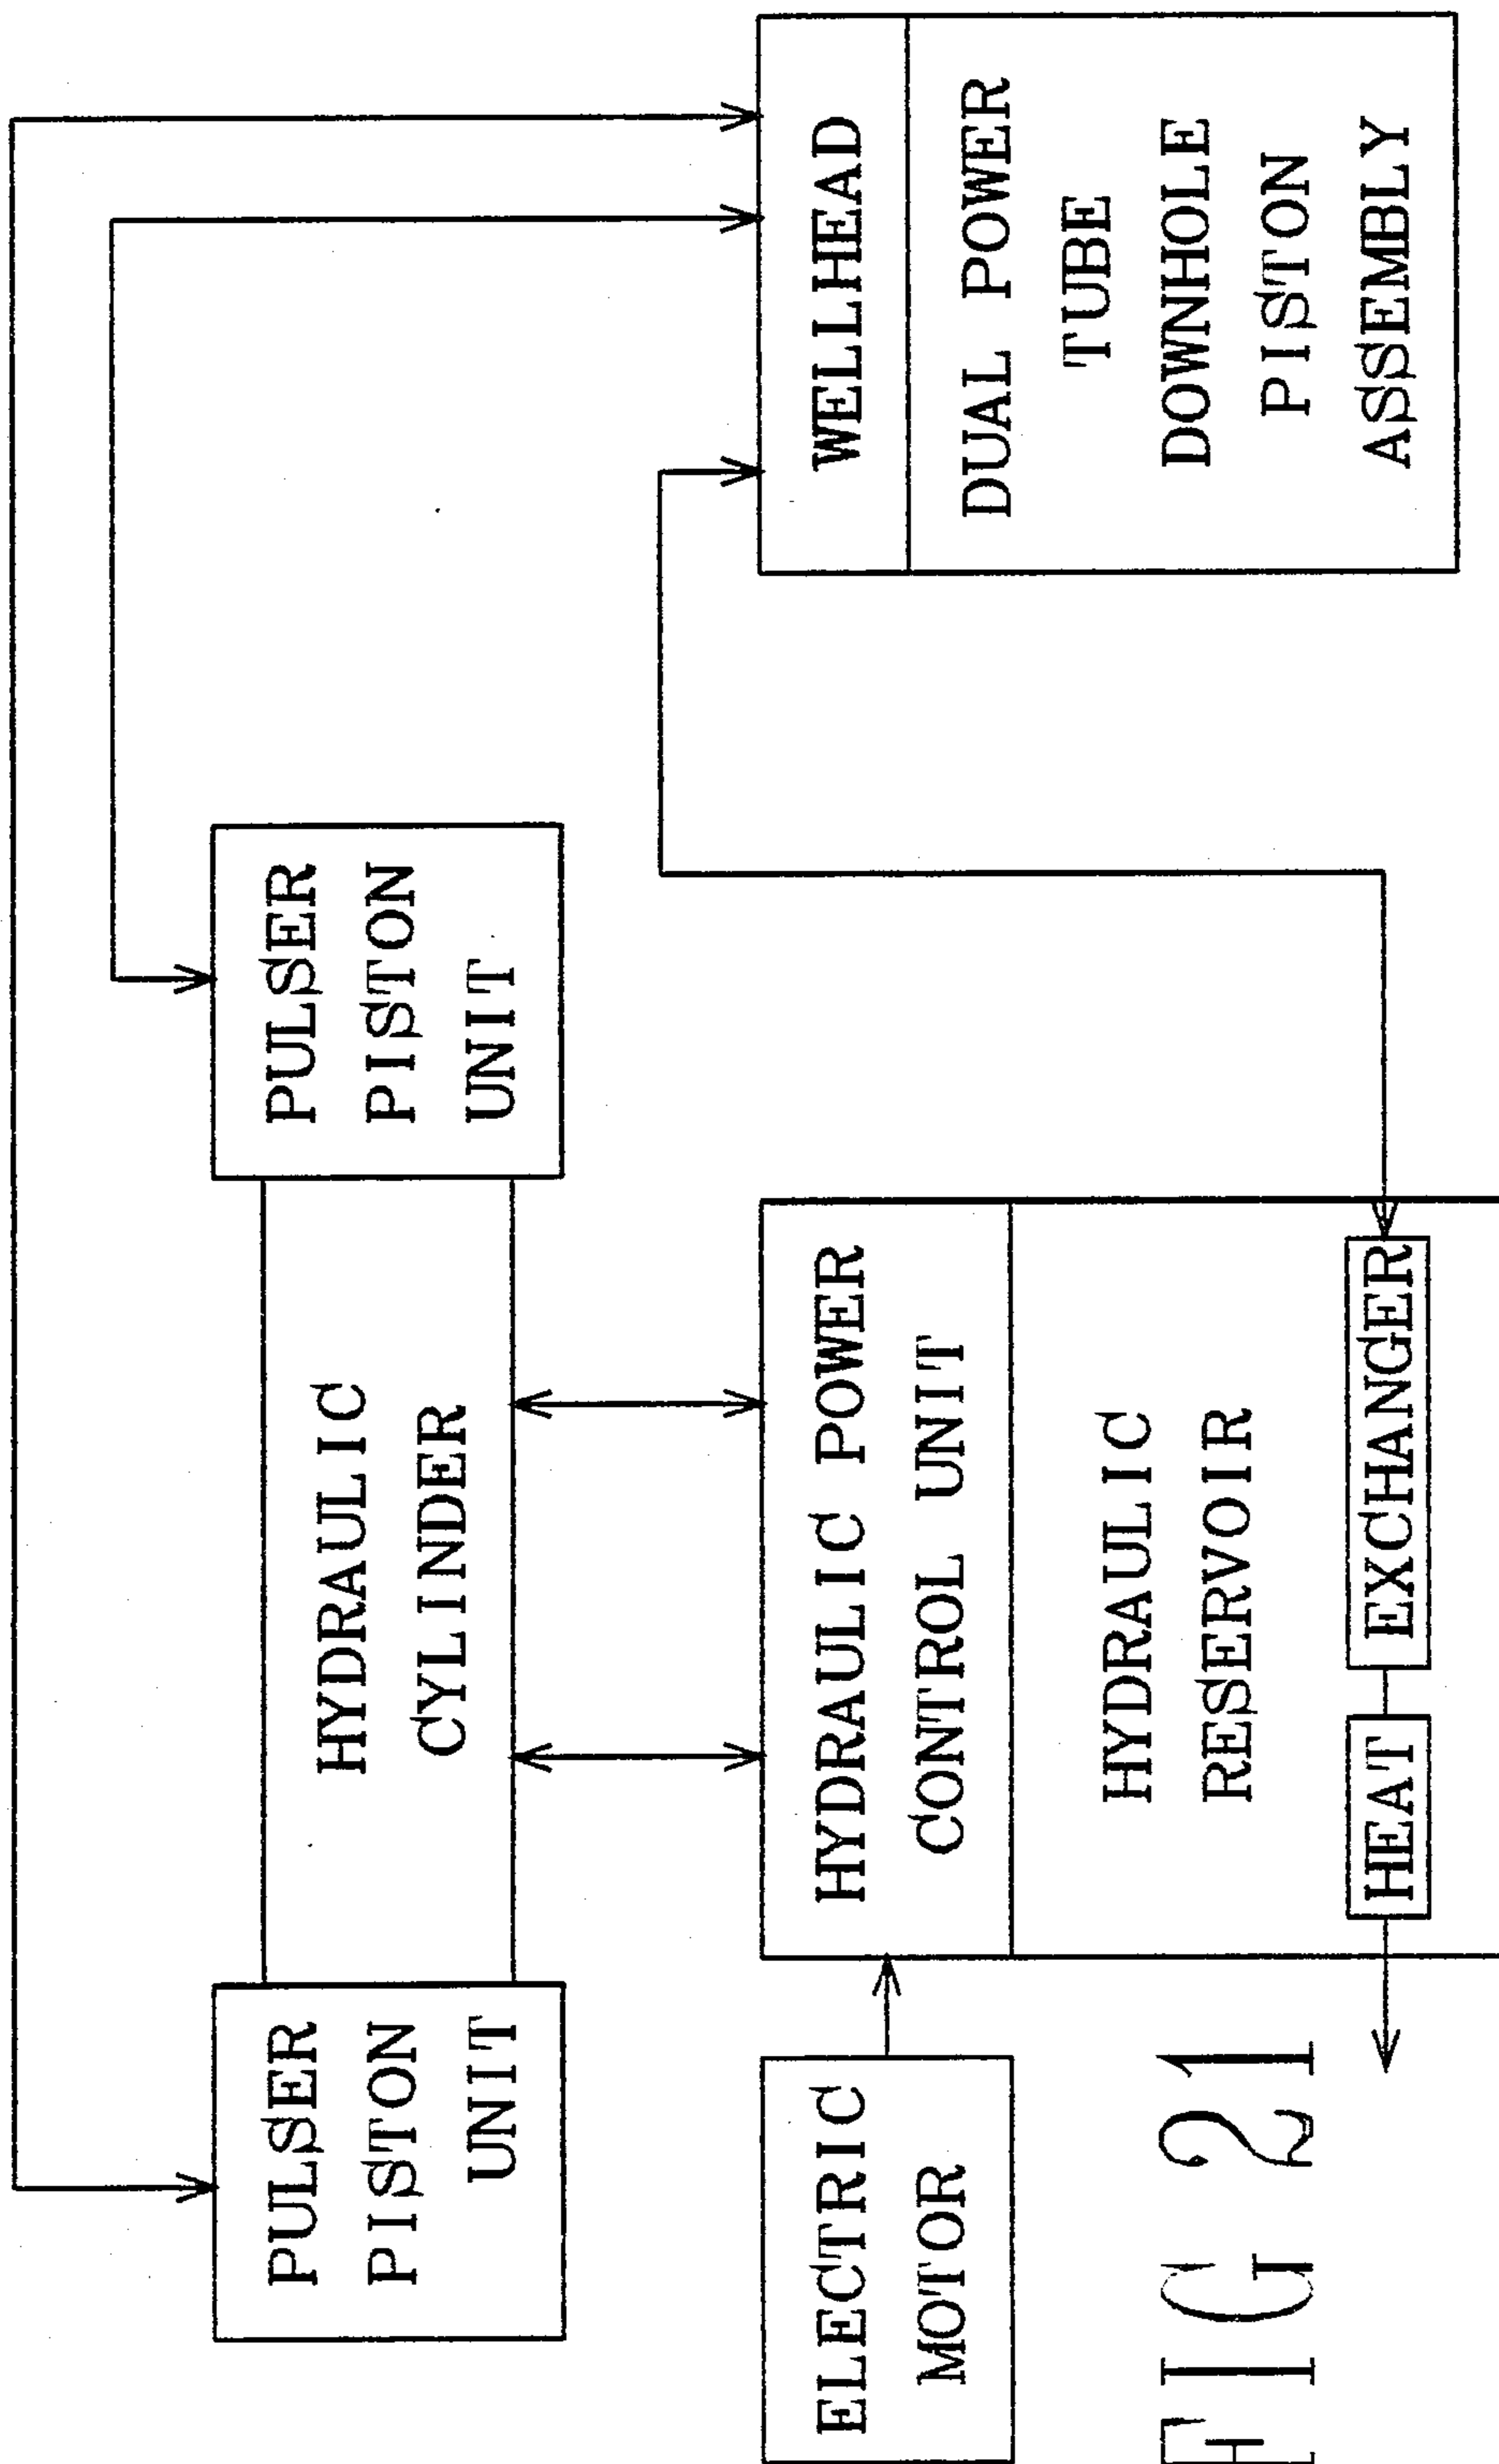 PULSER
PISTON
UNIT
HYDRAULIC
CYLINDER
PULSER
PISTON
UNIT
ELECTRIC
MOTOR
HYDRAULIC POWER
CONTROL UNIT
HYDRAULIC
RESERVOIR
HEAT EXCHANGER
WELLHEAD
DUAL POWER
TUBE
DOWNHOLE
PISTON
ASSEMBLY
FIG 21